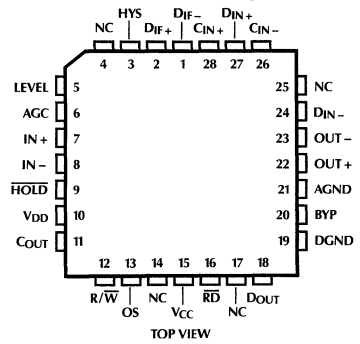 HYS DIF− DIN+
NC DIF+ CIN+ CIN−
4 3 2 1 28 27 26
LEVEL 5 25 NC
AGC 6 24 DIN−
IN+ 7 23 OUT−
IN− 8 22 OUT+
H̅O̅L̅D̅ 9 21 AGND
VDD 10 20 BYP
COUT 11 19 DGND
12 13 14 15 16 17 18
R/W̅ NC R̅D̅ DOUT
OS VCC NC
TOP VIEW